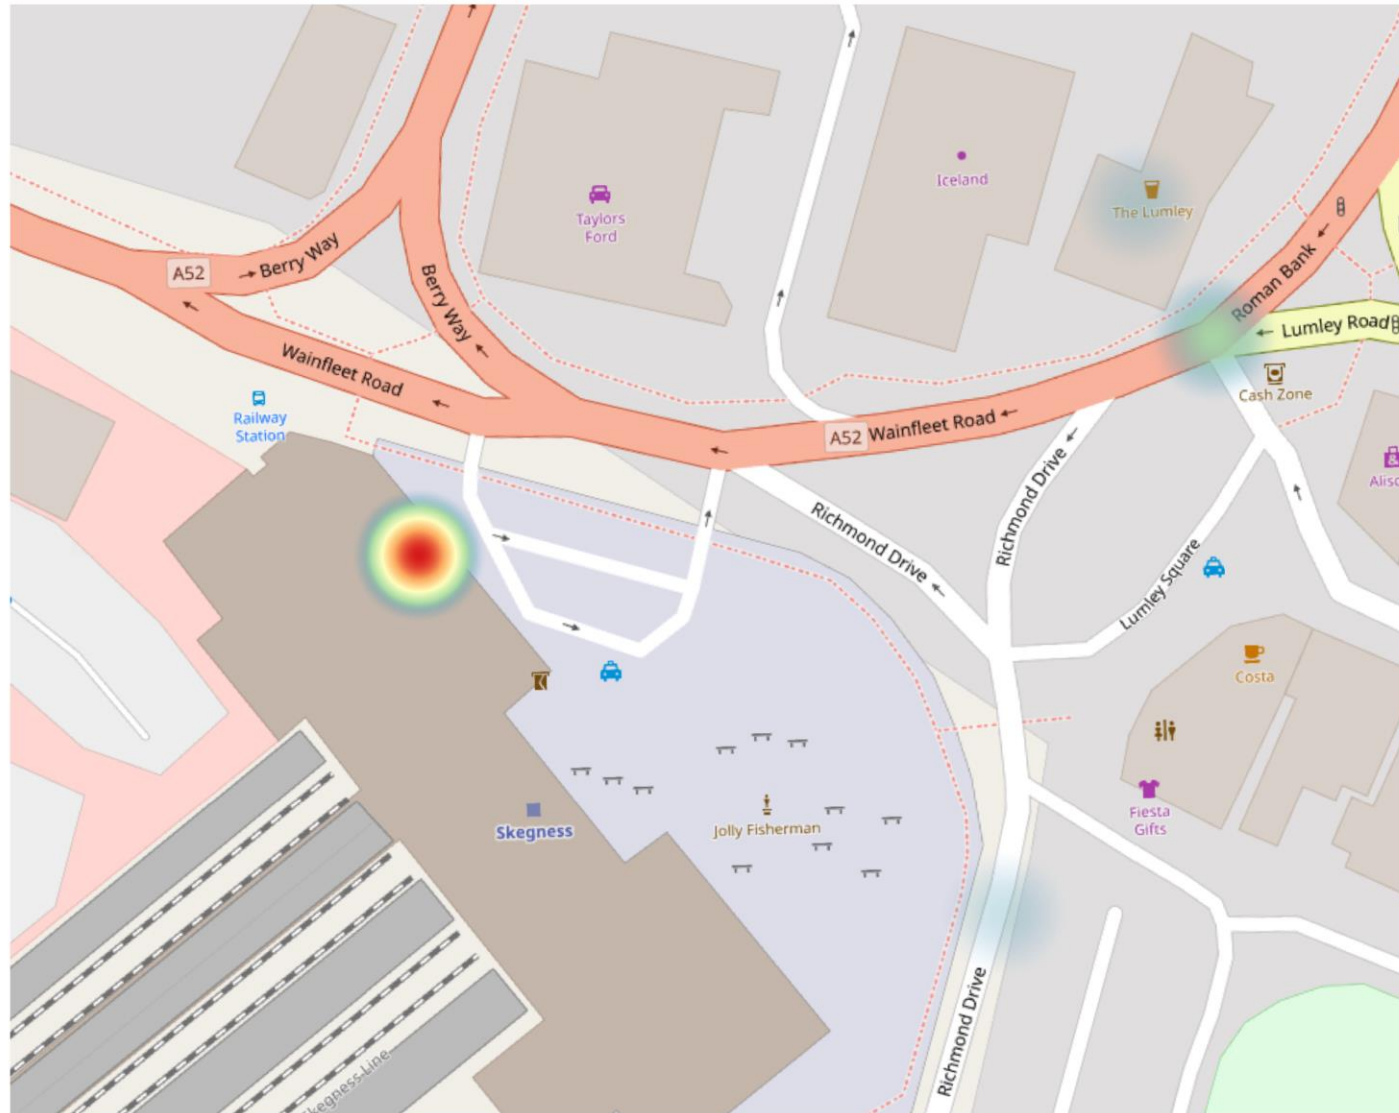 Iceland
The Lumley
Taylors
Ford
A52
Berry Way
Berry Way
Roman Bank
Lumley Road
Wainfleet Road
Cash Zone
A52
Wainfleet Road
Railway
Station
Richmond Drive
Richmond Drive
Lumley Square
Costa
Skegness
Jolly Fisherman
Fiesta
Gifts
Richmond Drive
Skegness Line